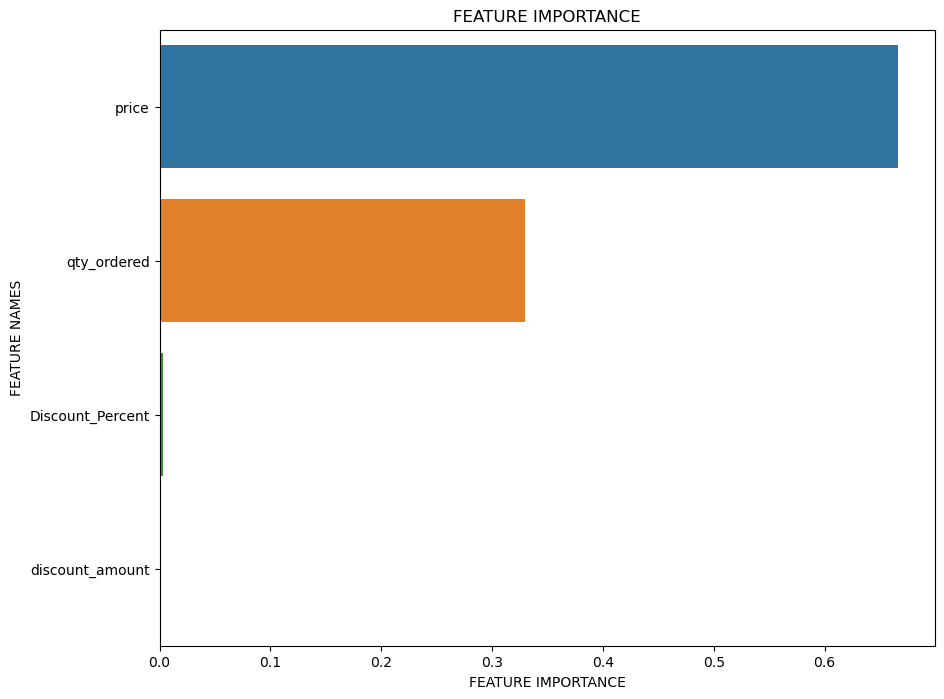 FEATURE IMPORTANCE
FEATURE NAMES
price
qty_ordered
Discount_Percent
discount_amount
0.0 0.1 0.2 0.3 0.4 0.5 0.6
FEATURE IMPORTANCE